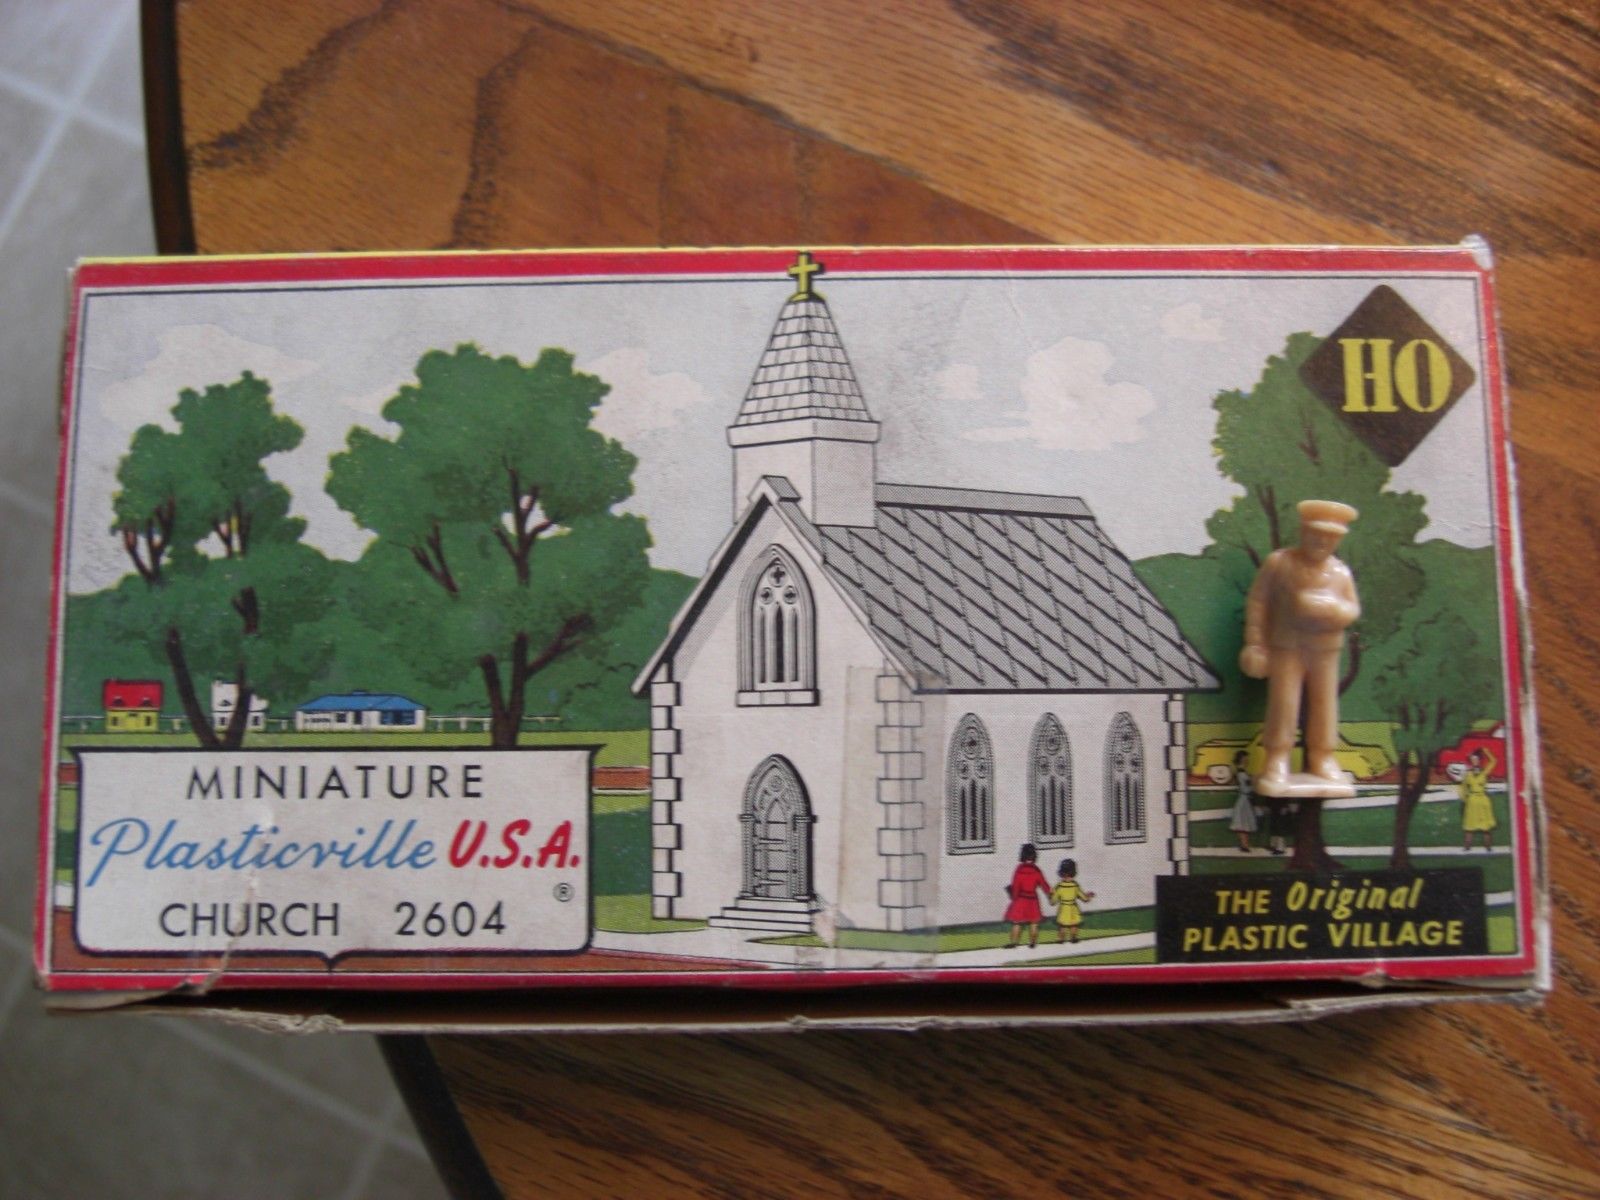 HO
MINIATURE
Plasticville U.S.A.
®
CHURCH 2604
THE Original
PLASTIC VILLAGE